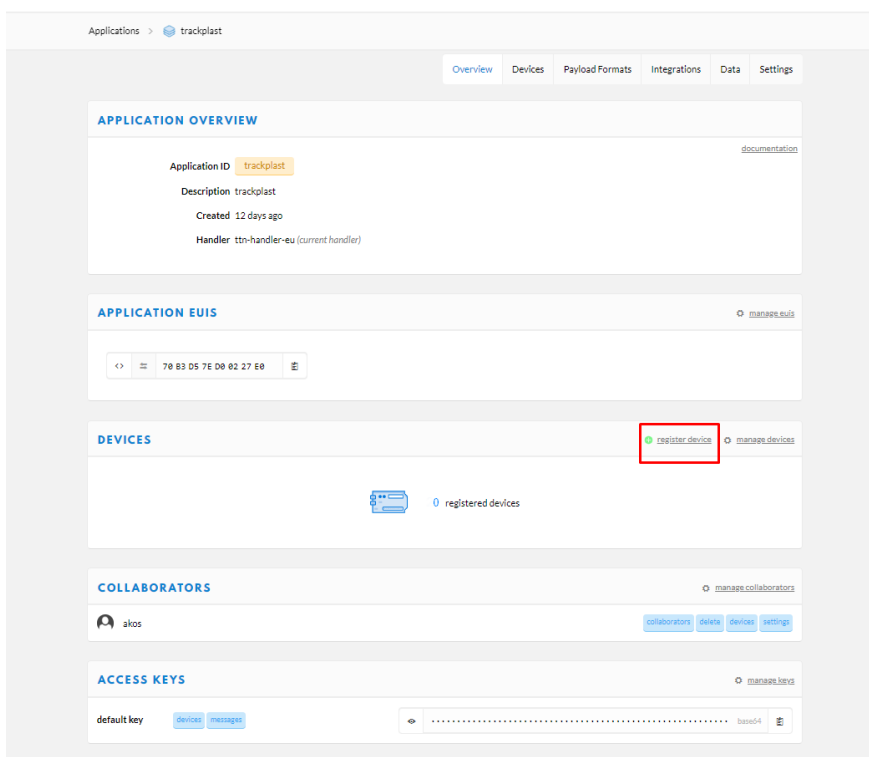 Applications > trackplast
Overview Devices Payload Formats Integrations Data Settings
APPLICATION OVERVIEW
documentation
Application ID trackplast
Description trackplast
Created 12 days ago
Handler ttn-handler-eu (current handler)
APPLICATION EUIS
manage euis
<> 70 B3 D5 7E D0 02 27 E0
DEVICES
register device manage devices
0 registered devices
COLLABORATORS
manage collaborators
akos
collaborators delete devices settings
ACCESS KEYS
manage keys
default key devices messages base64